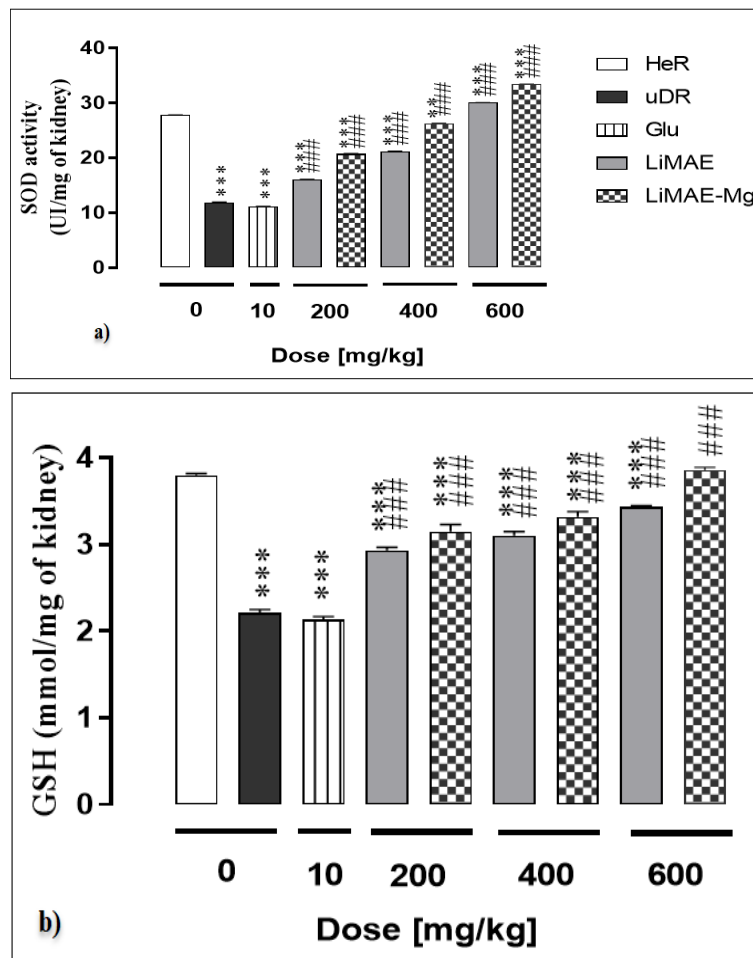 40
30
20
10
0
SOD activity
(UI/mg of kidney)
***
***
***
###
***
###
***
###
**
###
***
###
***
###
HeR
uDR
Glu
LiMAE
LiMAE-Mg
0 10 200 400 600
a)
Dose [mg/kg]
4
3
2
1
0
GSH (mmol/mg of kidney)
***
***
***
###
***
###
***
###
***
###
***
###
###
0 10 200 400 600
b)
Dose [mg/kg]